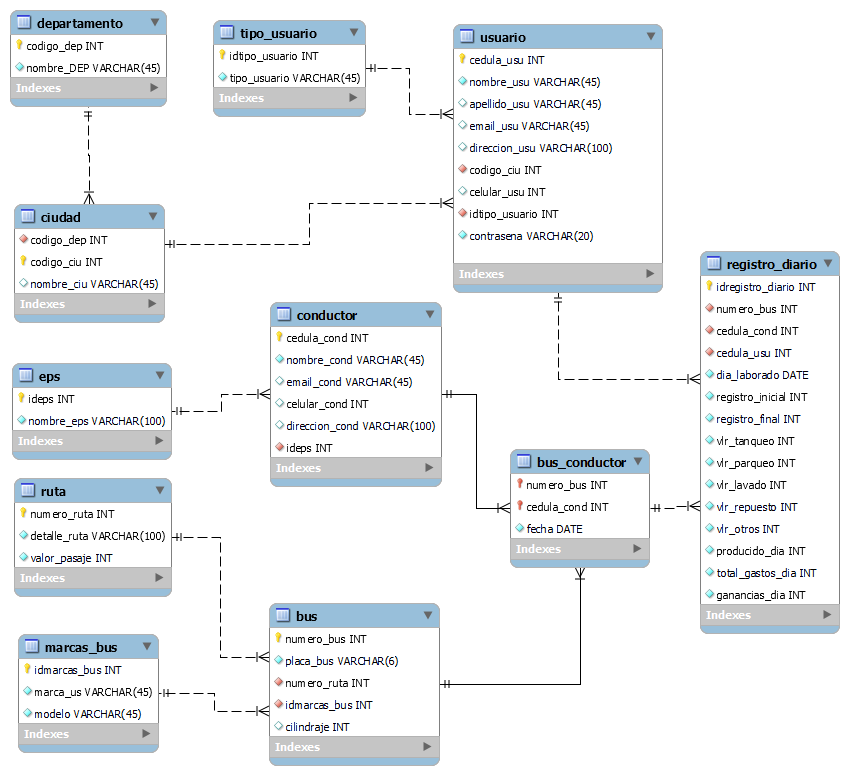 departamento
codigo_dep INT
nombre_DEP VARCHAR(45)
Indexes
tipo_usuario
idtipo_usuario INT
tipo_usuario VARCHAR(45)
Indexes
usuario
cedula_usu INT
nombre_usu VARCHAR(45)
apellido_usu VARCHAR(45)
email_usu VARCHAR(45)
direccion_usu VARCHAR(100)
codigo_ciu INT
celular_usu INT
idtipo_usuario INT
contrasena VARCHAR(20)
Indexes
ciudad
codigo_dep INT
codigo_ciu INT
nombre_ciu VARCHAR(45)
Indexes
registro_diario
idregistro_diario INT
numero_bus INT
cedula_cond INT
cedula_usu INT
dia_laborado DATE
registro_inicial INT
registro_final INT
vlr_tanqueo INT
vlr_parqueo INT
vlr_lavado INT
vlr_repuesto INT
vlr_otros INT
producido_dia INT
total_gastos_dia INT
ganancias_dia INT
Indexes
conductor
cedula_cond INT
nombre_cond VARCHAR(45)
email_cond VARCHAR(45)
celular_cond INT
direccion_cond VARCHAR(100)
ideps INT
Indexes
eps
ideps INT
nombre_eps VARCHAR(100)
Indexes
bus_conductor
numero_bus INT
cedula_cond INT
fecha DATE
Indexes
ruta
numero_ruta INT
detalle_ruta VARCHAR(100)
valor_pasaje INT
Indexes
bus
numero_bus INT
placa_bus VARCHAR(6)
numero_ruta INT
idmarcas_bus INT
cilindraje INT
Indexes
marcas_bus
idmarcas_bus INT
marca_us VARCHAR(45)
modelo VARCHAR(45)
Indexes